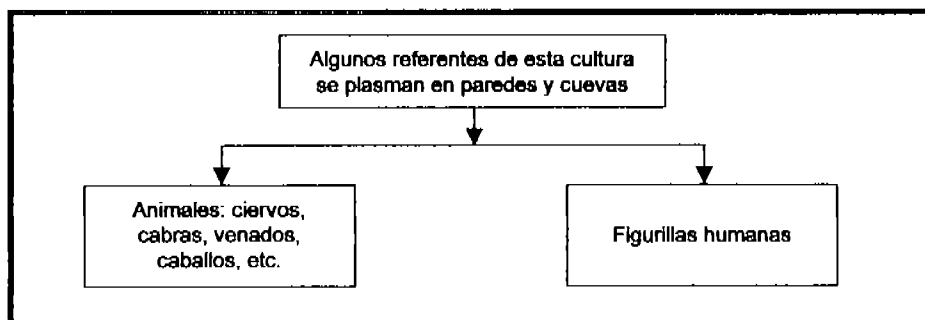 Algunos referentes de esta cultura
se plasman en paredes y cuevas
Animales: ciervos,
cabras, venados,
caballos, etc.
Figurillas humanas